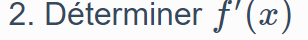 2. Déterminer f′(x)